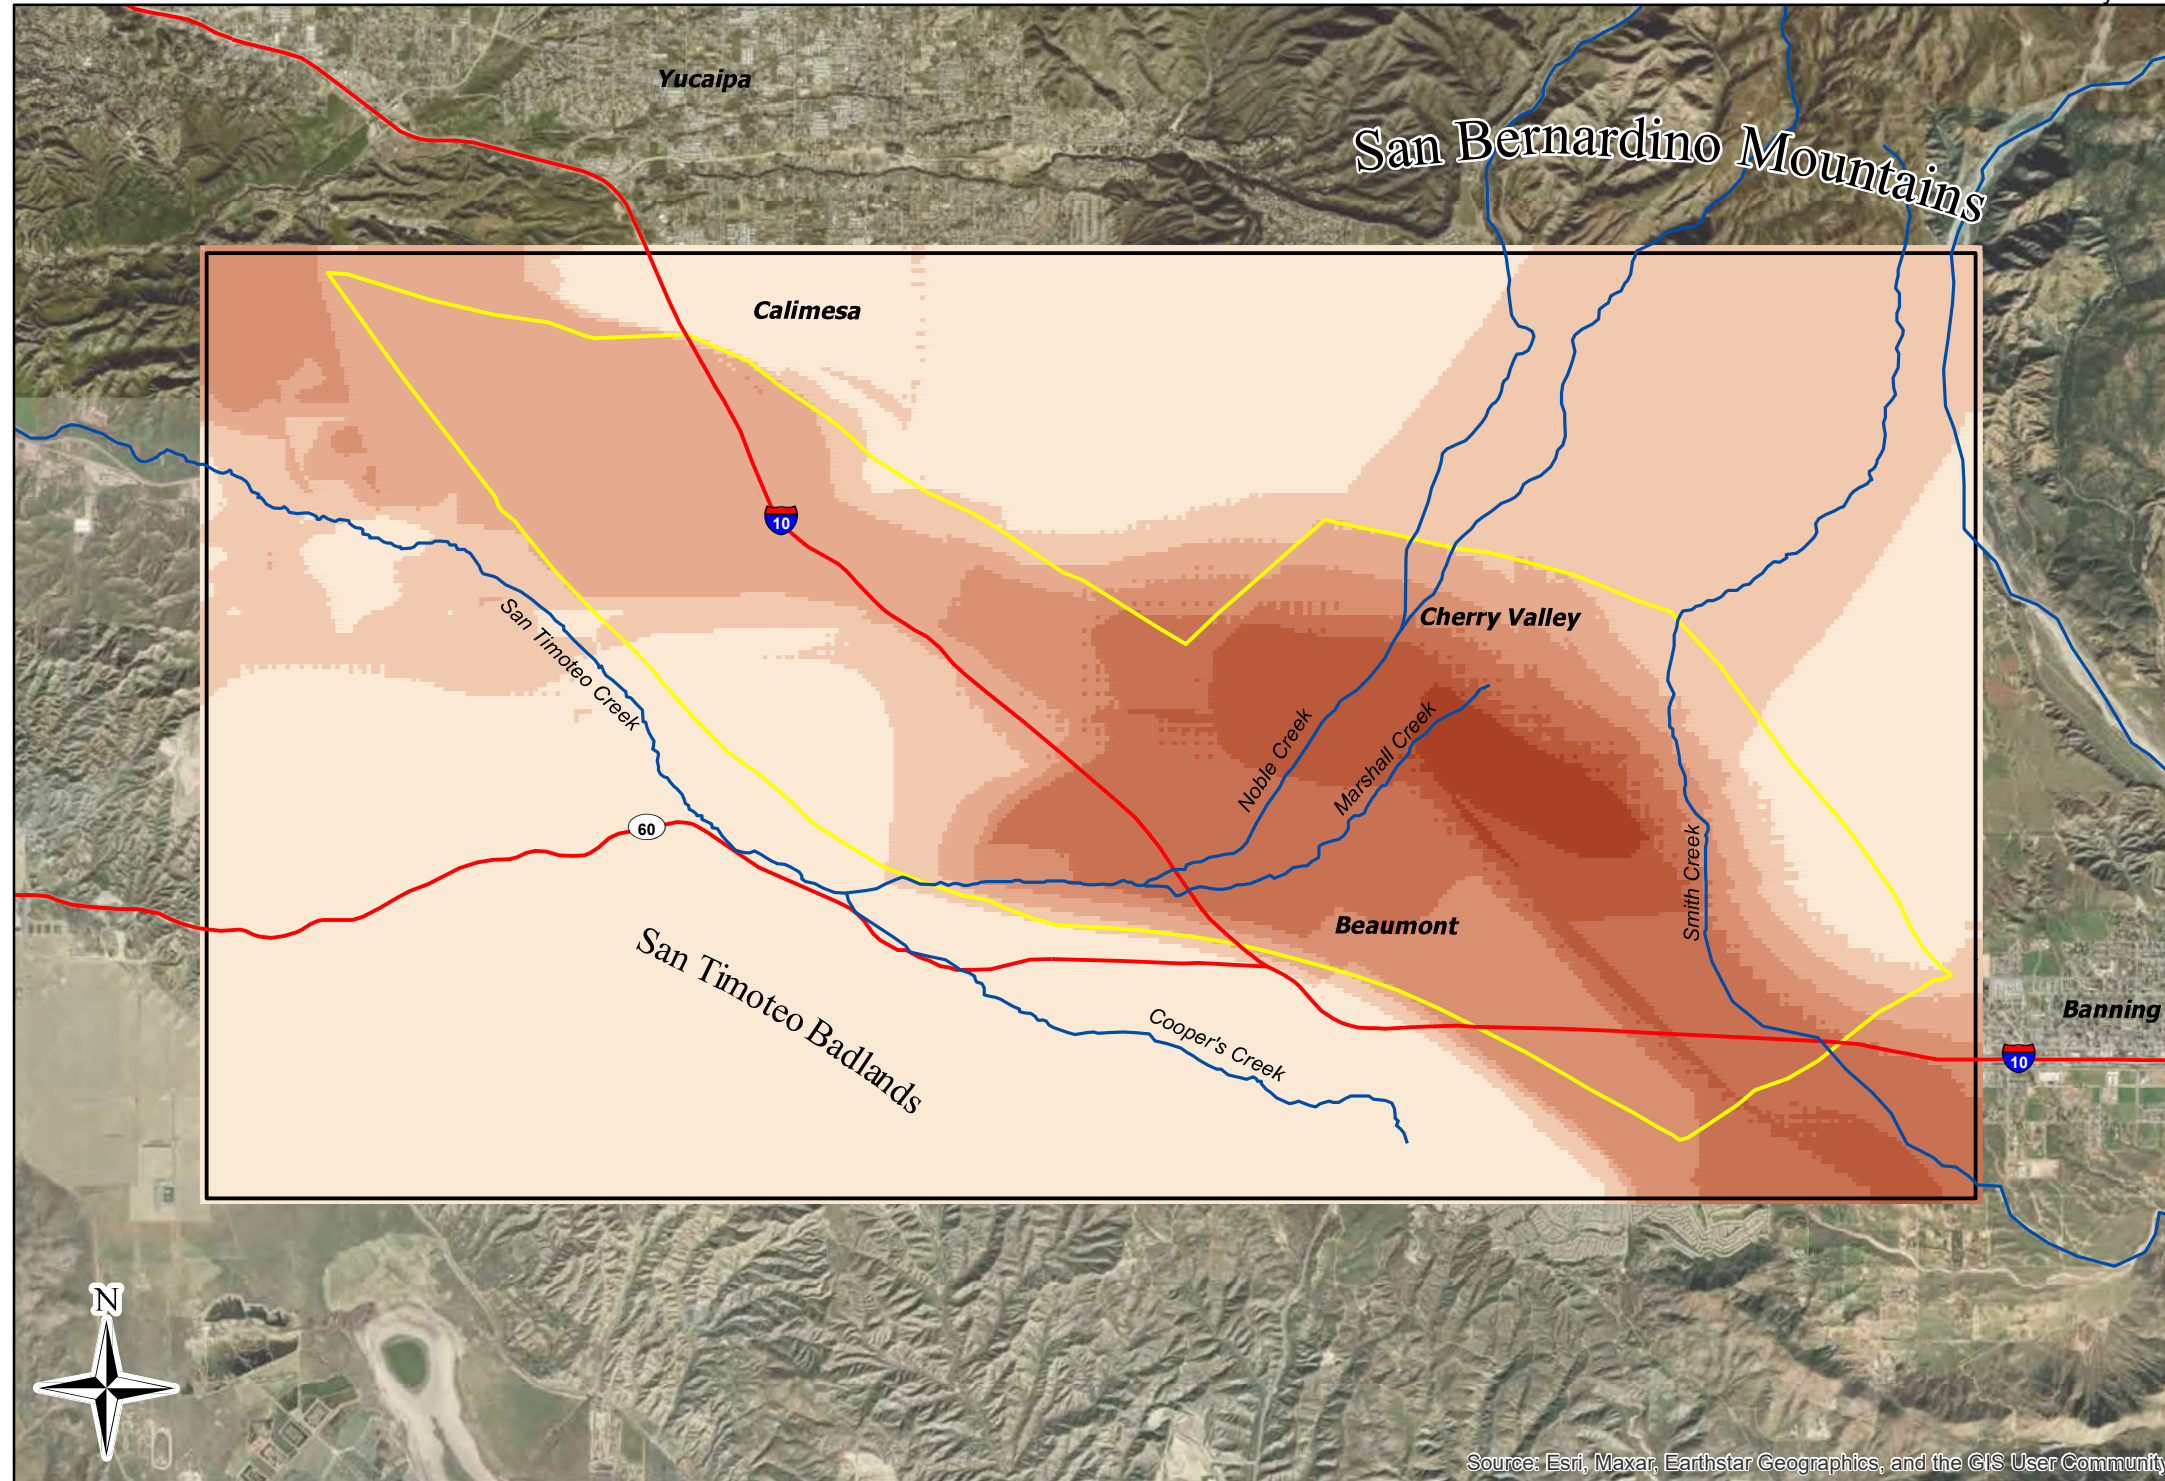 Yucaipa
San Bernardino Mountains
Calimesa
10
San Timoteo Creek
Cherry Valley
Noble Creek
Marshall Creek
60
Smith Creek
Beaumont
San Timoteo Badlands
Cooper's Creek
Banning
10
N
Source: Esri, Maxar, Earthstar Geographics, and the GIS User Community